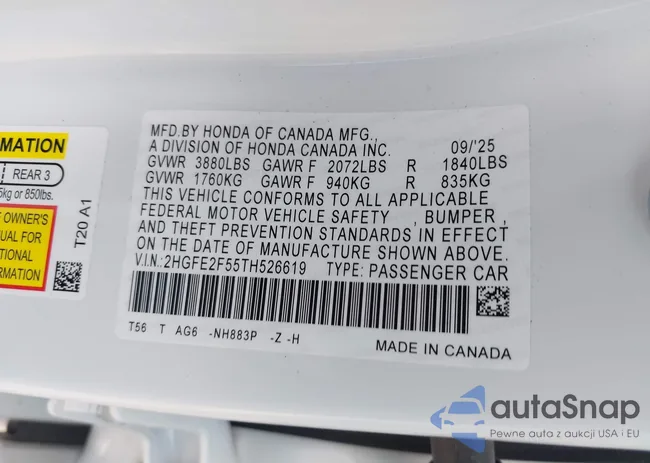 MATION
REAR 3
5kg or 850lbs.
F OWNER'S
UAL FOR
TIONAL
RMATION
T20 A1
MFD.BY HONDA OF CANADA MFG.,
A DIVISION OF HONDA CANADA INC. 09/'25
GVWR 3880LBS GAWR F 2072LBS R 1840LBS
GVWR 1760KG GAWR F 940KG R 835KG
THIS VEHICLE CONFORMS TO ALL APPLICABLE
FEDERAL MOTOR VEHICLE SAFETY , BUMPER ,
AND THEFT PREVENTION STANDARDS IN EFFECT
ON THE DATE OF MANUFACTURE SHOWN ABOVE.
V.I.N.:2HGFE2F55TH526619 TYPE: PASSENGER CAR
T56 T AG6 -NH883P -Z -H
MADE IN CANADA
autoSnap
Pewne auta z aukcji USA i EU